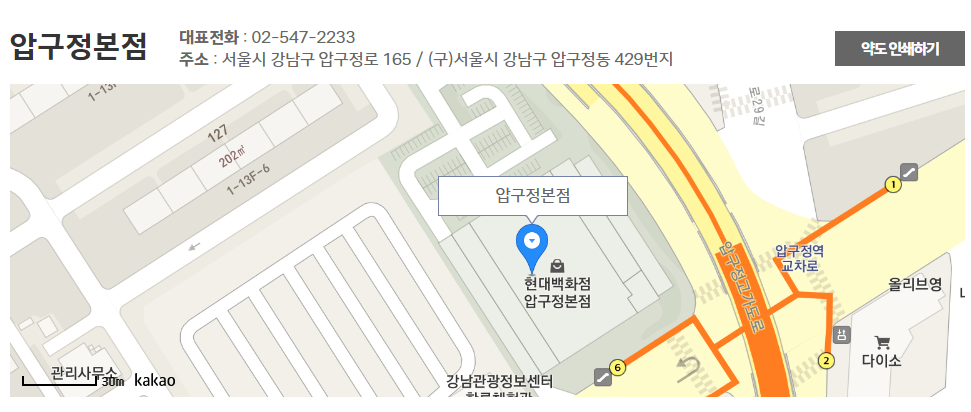 압구정본점
대표전화 : 02-547-2233
주소 : 서울시 강남구 압구정로 165 / (구)서울시 강남구 압구정동 429번지
약도 인쇄하기
127
202㎡
1-13F-6
로29길
압구정본점
1
압구정역
교차로
현대백화점
압구정본점
압구정고가도로
올리브영
다이소
2
6
관리사무소
30m kakao
강남관광정보센터